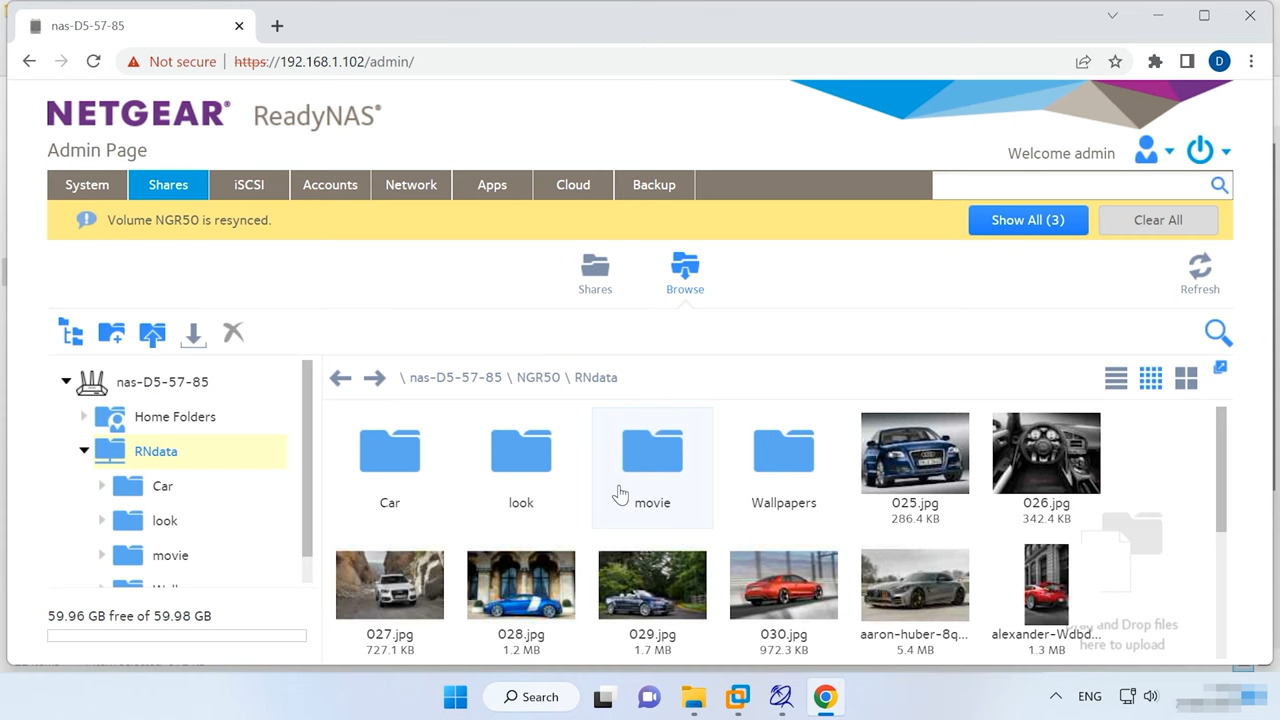 nas-D5-57-85
Not secure https://192.168.1.102/admin/
D
NETGEAR® ReadyNAS®
Admin Page
Welcome admin
System Shares iSCSI Accounts Network Apps Cloud Backup
Volume NGR50 is resynced. Show All (3) Clear All
Shares Browse Refresh
nas-D5-57-85
Home Folders
RNdata
Car
look
movie
59.96 GB free of 59.98 GB
\ nas-D5-57-85 \ NGR50 \ RNdata
Car look movie Wallpapers 025.jpg 026.jpg
286.4 KB 342.4 KB
027.jpg 028.jpg 029.jpg 030.jpg aaron-huber-8q... alexander-Wdbd...
727.1 KB 1.2 MB 1.7 MB 972.3 KB 5.4 MB 1.3 MB
and Drop files
here to upload
Search ENG